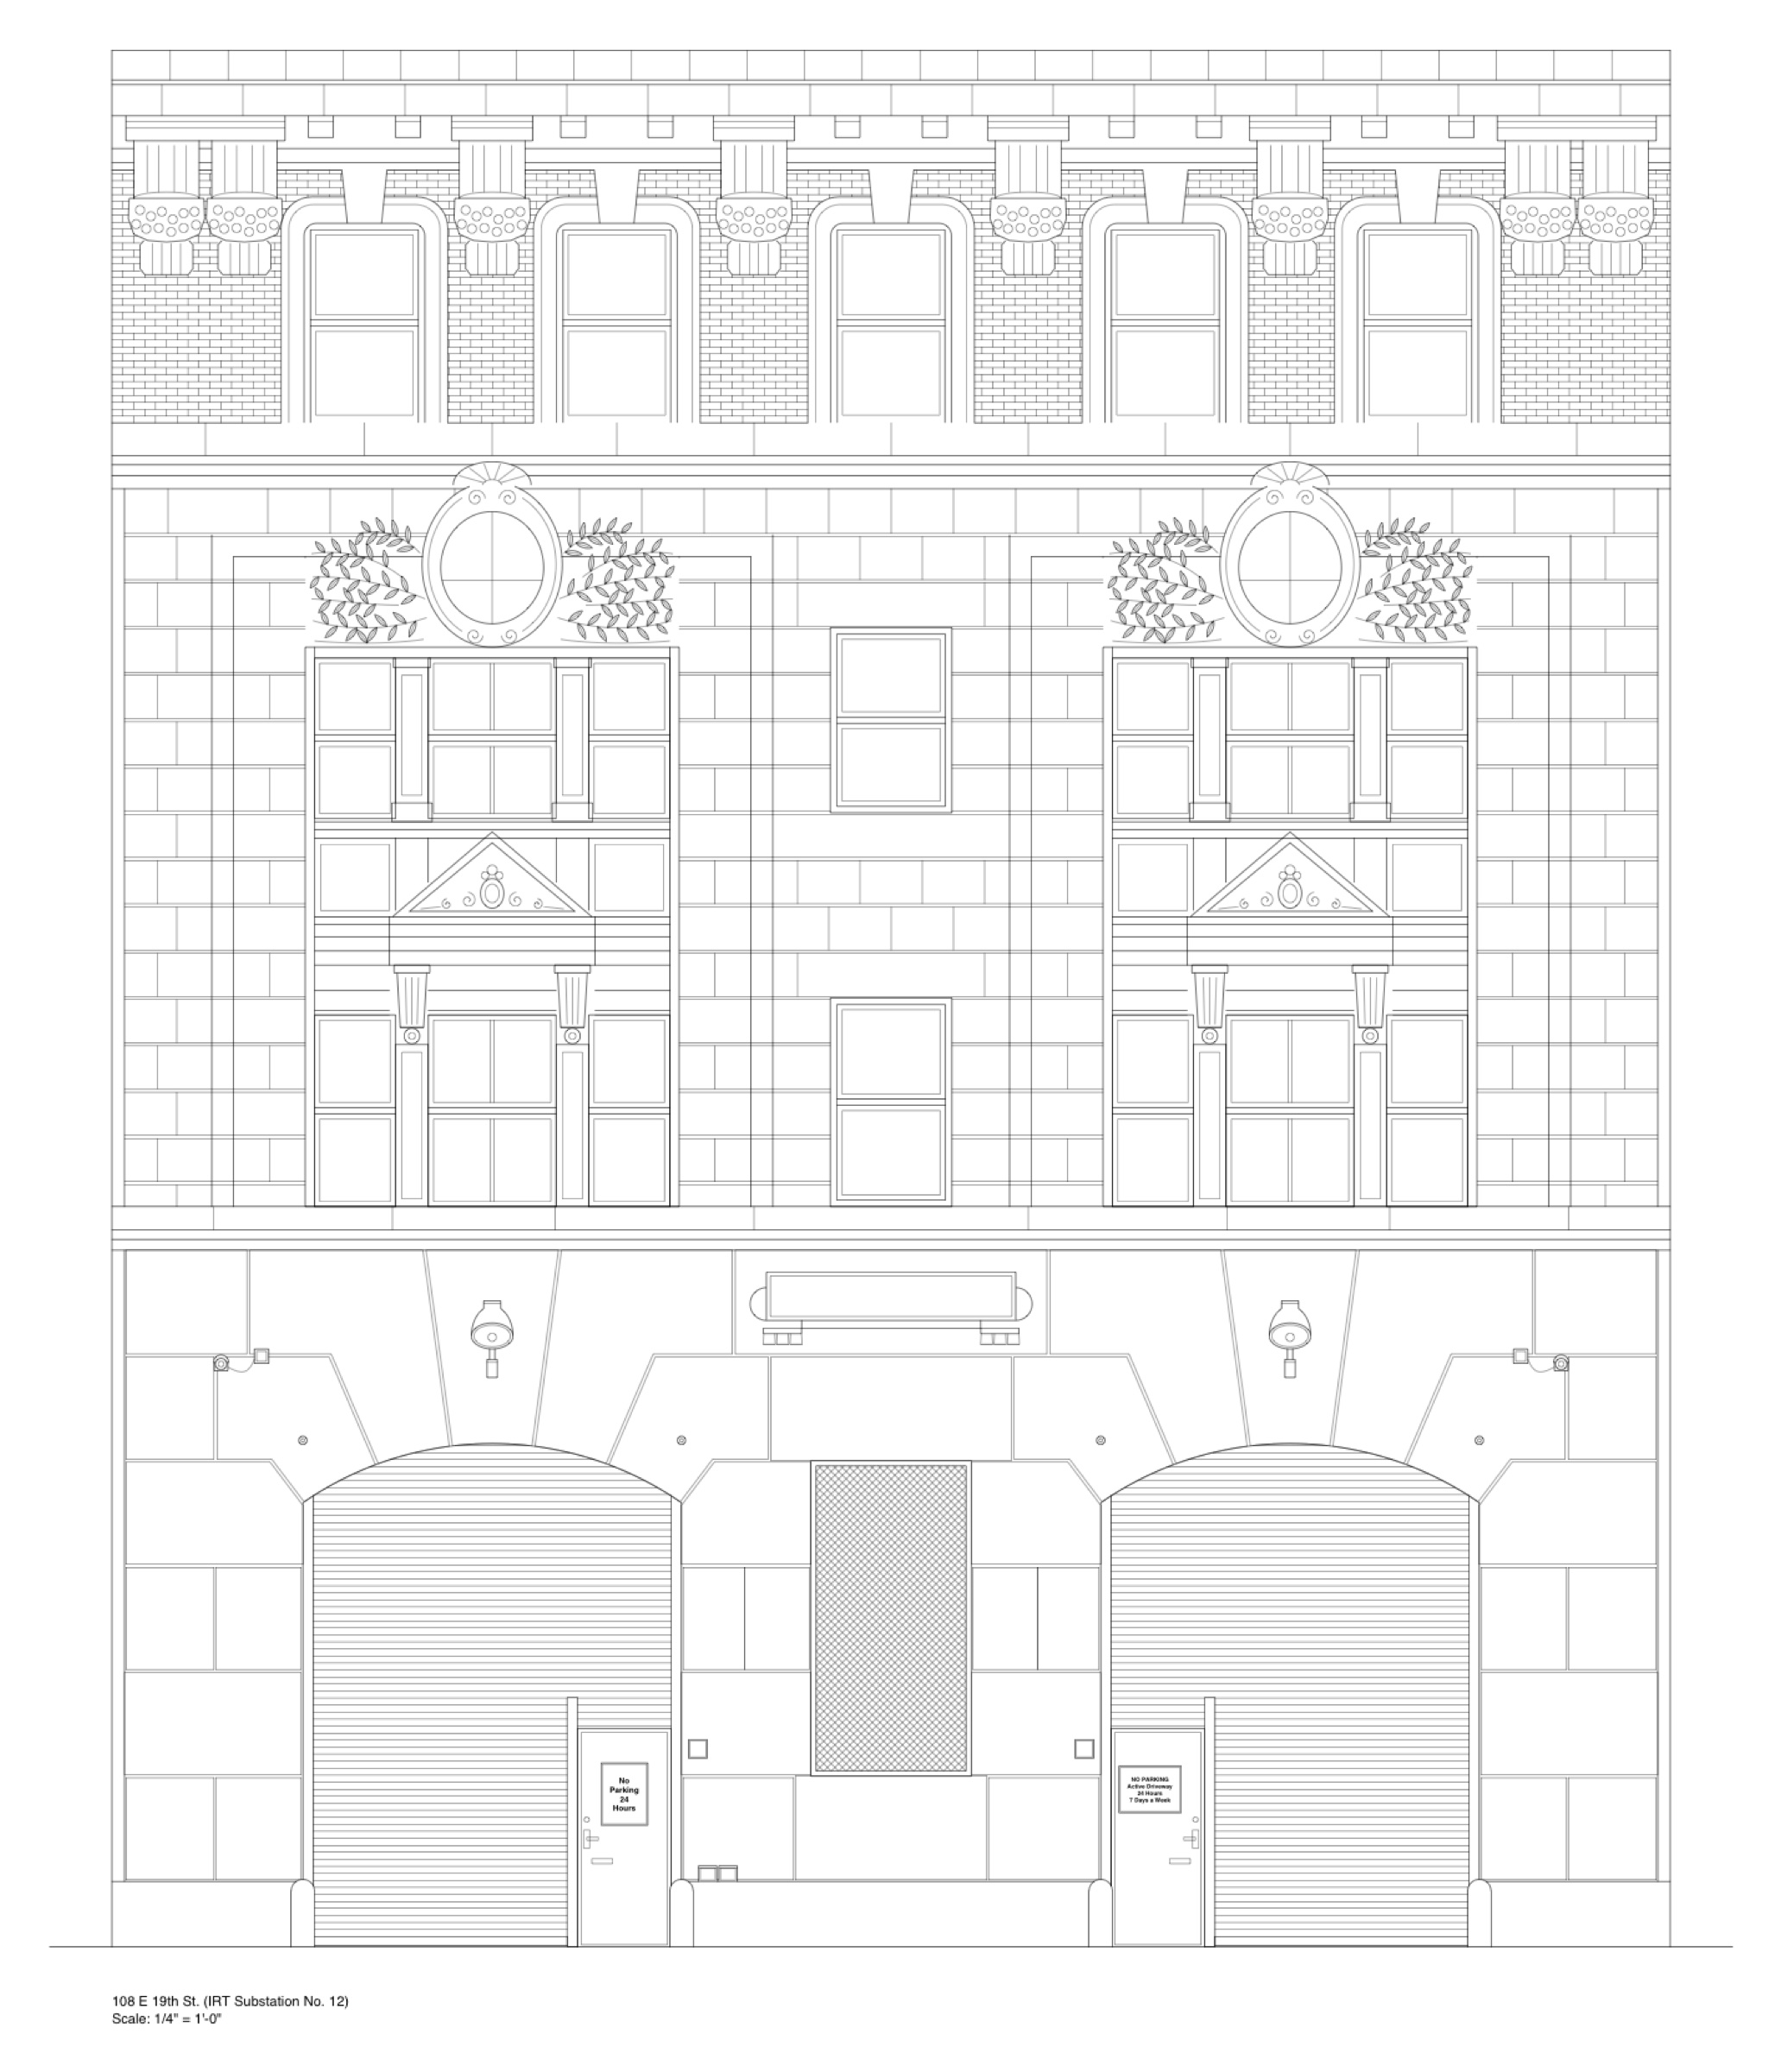 No
Parking
24
Hours
NO PARKING
Active Driveway
24 Hours
7 Days a Week
108 E 19th St. (IRT Substation No. 12)
Scale: 1/4" = 1'-0"